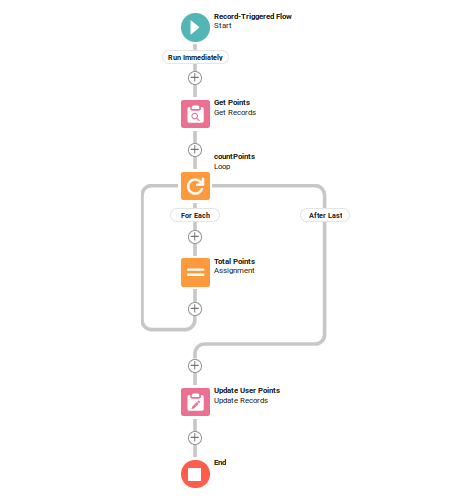 Record-Triggered Flow
Start
Run Immediately
Get Points
Get Records
countPoints
Loop
For Each
After Last
Total Points
Assignment
Update User Points
Update Records
End